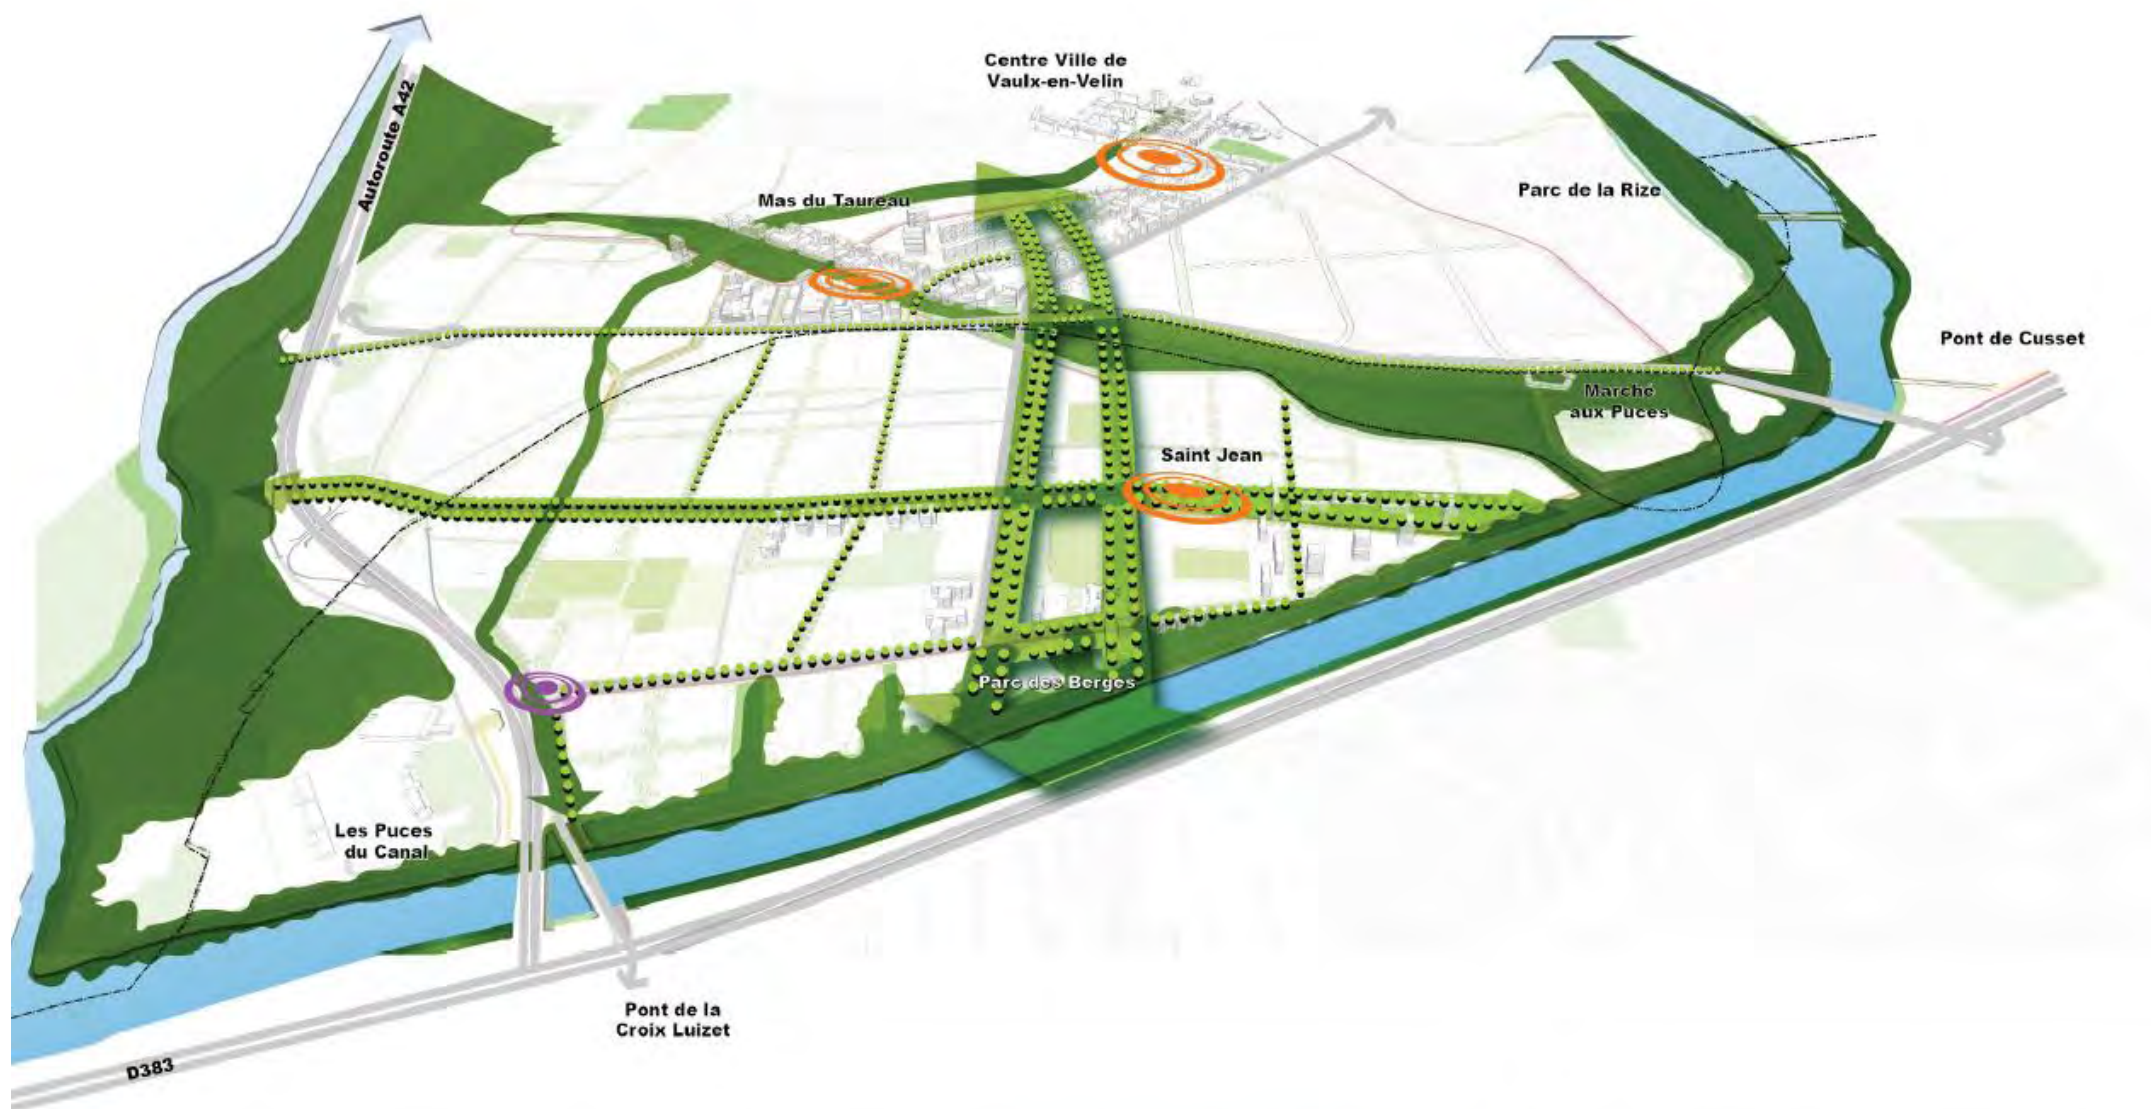 Centre Ville de
Vaulx-en-Velin
Autoroute A42
Mas du Taureau
Parc de la Rize
Pont de Cusset
Marché
aux Puces
Saint Jean
Parc des Berges
Les Puces
du Canal
Pont de la
Croix Luizet
D383